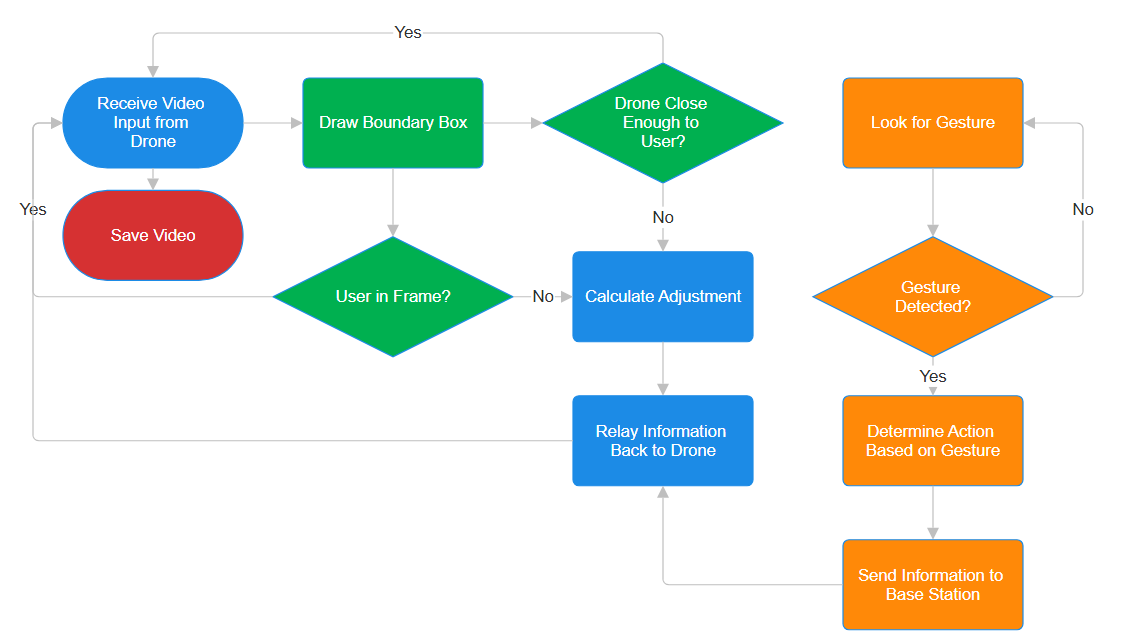 Yes
Receive Video
Input from
Drone
Draw Boundary Box
Drone Close
Enough to
User?
Look for Gesture
Yes
Save Video
No
No
User in Frame?
No
Calculate Adjustment
Gesture
Detected?
Yes
Relay Information
Back to Drone
Determine Action
Based on Gesture
Send Information to
Base Station